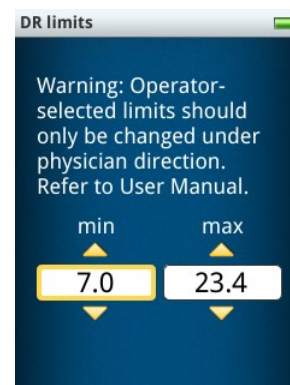 DR limits
Warning: Operator-
selected limits should
only be changed under
physician direction.
Refer to User Manual.
min max
7.0 23.4